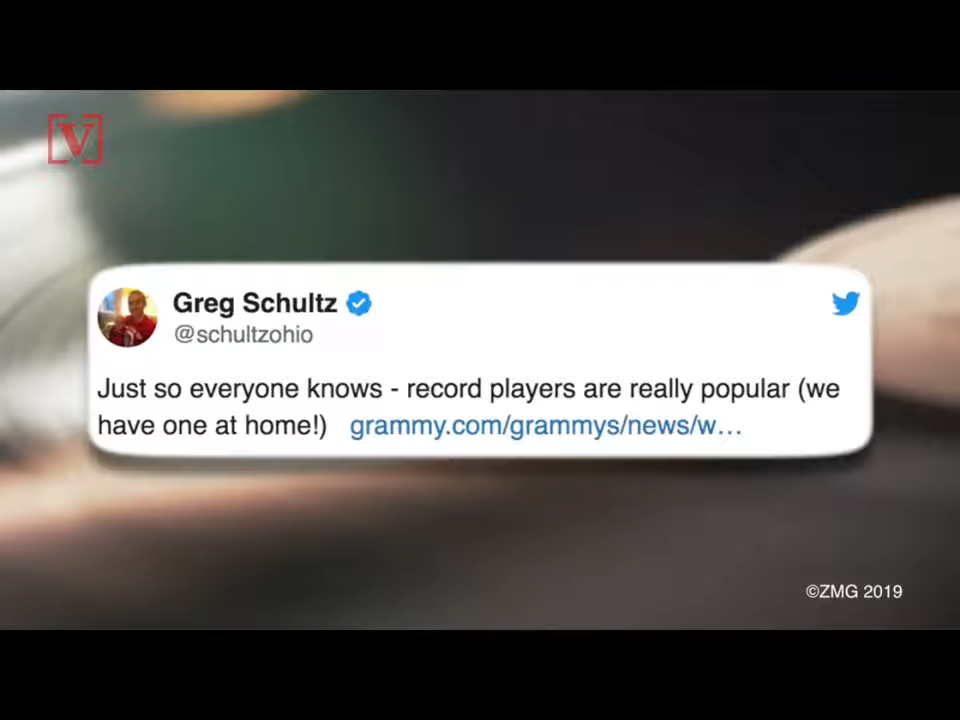 V
Greg Schultz
@schultzohio
Just so everyone knows - record players are really popular (we
have one at home!) grammy.com/grammys/news/w…
©ZMG 2019